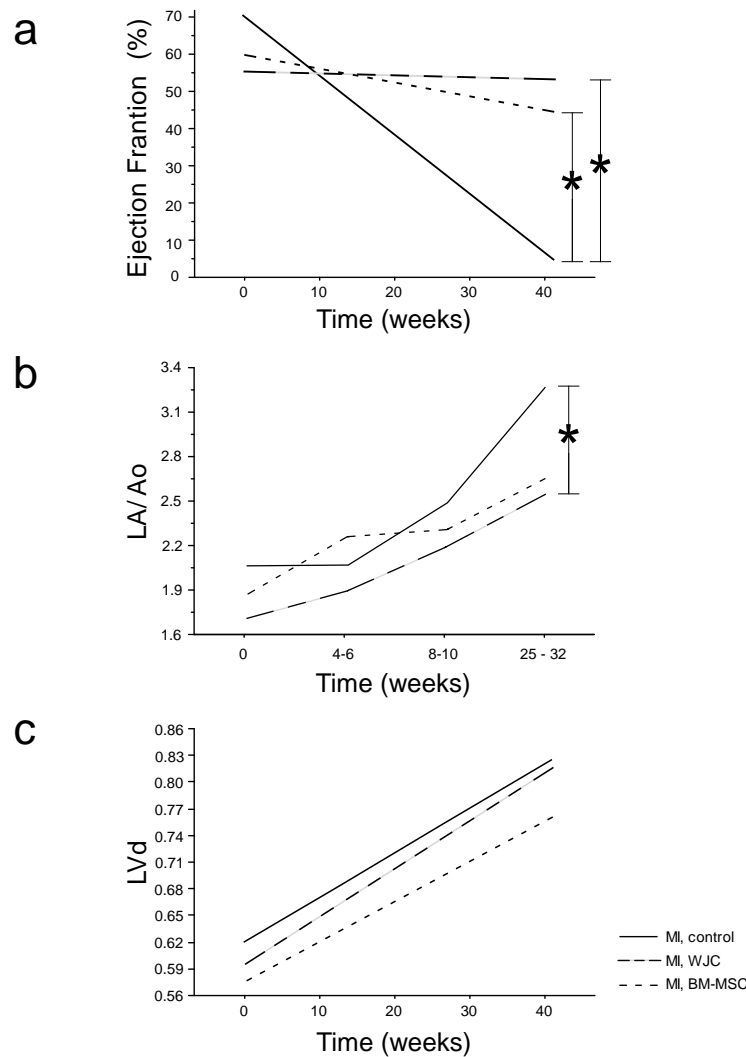 a
Ejection Frantion (%)
70
60
50
40
30
20
10
0
*
*
0 10 20 30 40
Time (weeks)
b
LA/Ao
3.4
3.1
2.8
2.5
2.2
1.9
1.6
*
0 4-6 8-10 25 - 32
Time (weeks)
c
LVd
0.86
0.83
0.80
0.77
0.74
0.71
0.68
0.65
0.62
0.59
0.56
0 10 20 30 40
Time (weeks)
MI, control
MI, WJC
MI, BM-MSC